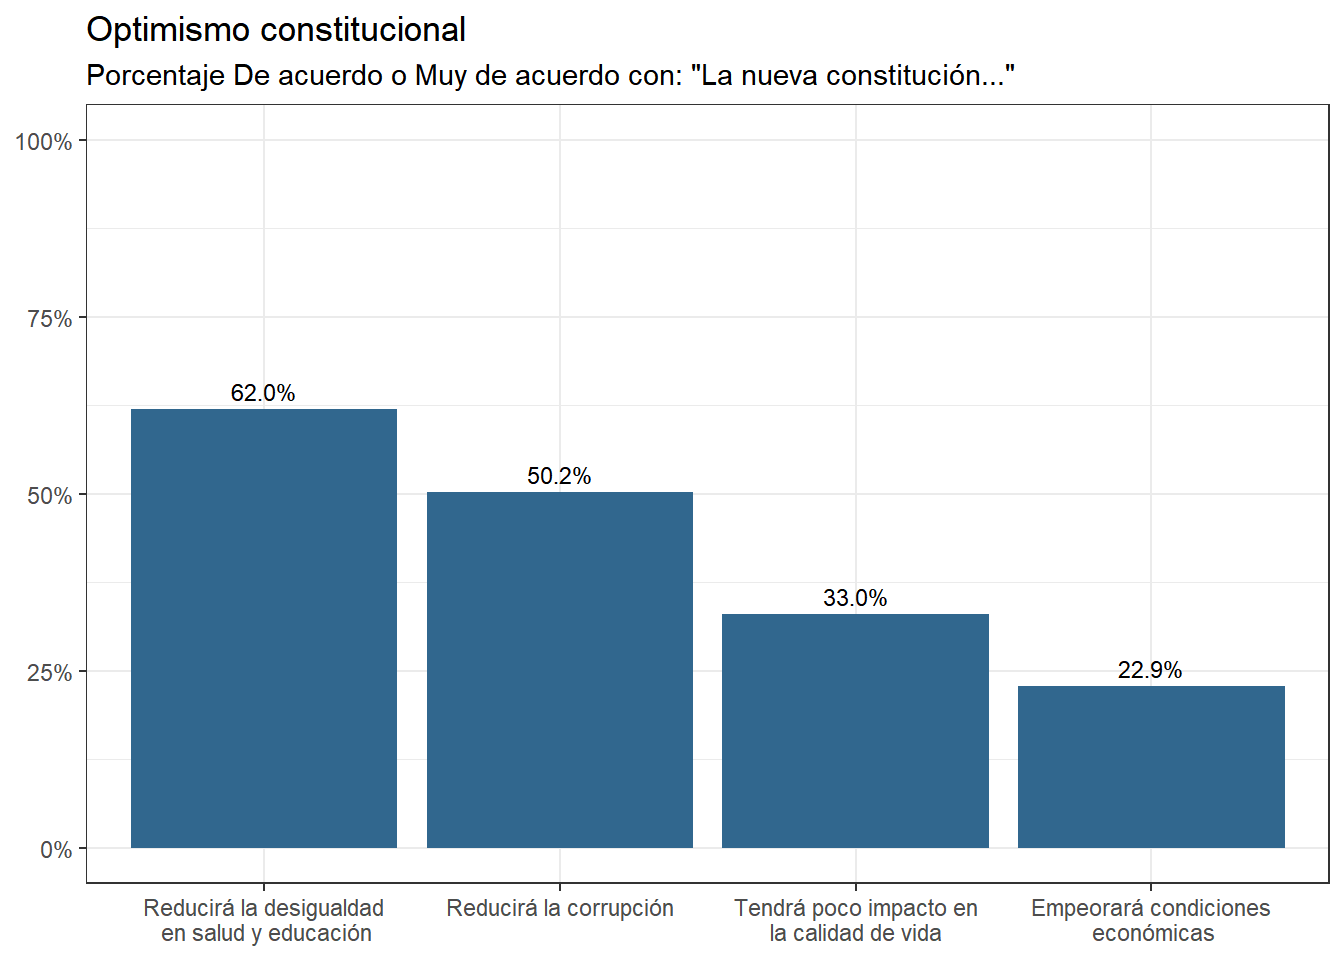 Optimismo constitucional
Porcentaje De acuerdo o Muy de acuerdo con: "La nueva constitución..."
100%
75%
50%
25%
0%
62.0%
50.2%
33.0%
22.9%
Reducirá la desigualdad
en salud y educación
Reducirá la corrupción
Tendrá poco impacto en
la calidad de vida
Empeorará condiciones
económicas